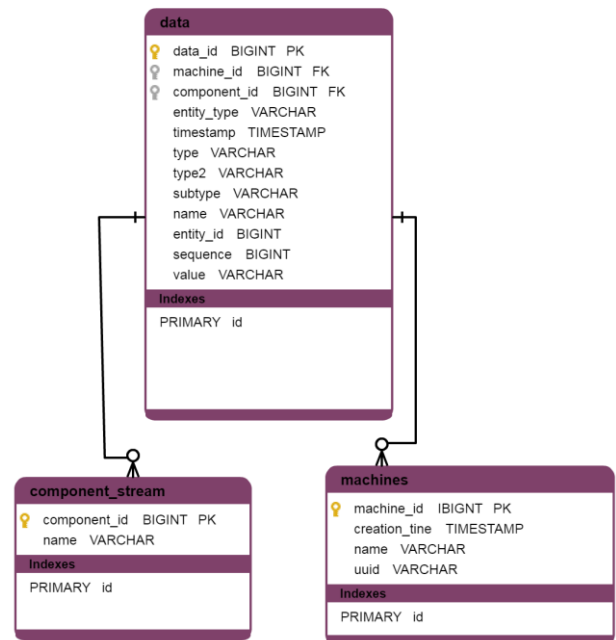 data
data_id BIGINT PK
machine_id BIGINT FK
component_id BIGINT FK
entity_type VARCHAR
timestamp TIMESTAMP
type VARCHAR
type2 VARCHAR
subtype VARCHAR
name VARCHAR
entity_id BIGINT
sequence BIGINT
value VARCHAR
Indexes
PRIMARY id
component_stream
component_id BIGINT PK
name VARCHAR
Indexes
PRIMARY id
machines
machine_id IBIGNT PK
creation_tine TIMESTAMP
name VARCHAR
uuid VARCHAR
Indexes
PRIMARY id